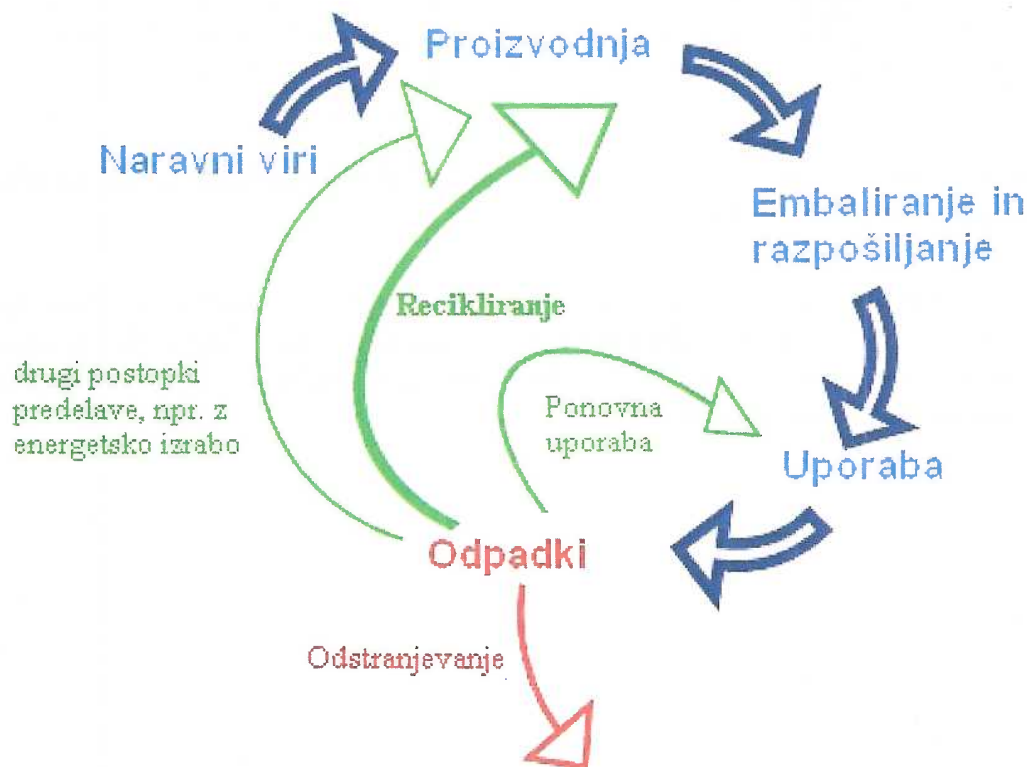 Proizvodnja
Naravni viri
Embaliranje in
razpošiljanje
Recikliranje
drugi postopki
predelave, npr. z
energetsko izrabo
Ponovna
uporaba
Uporaba
Odpadki
Odstranjevanje